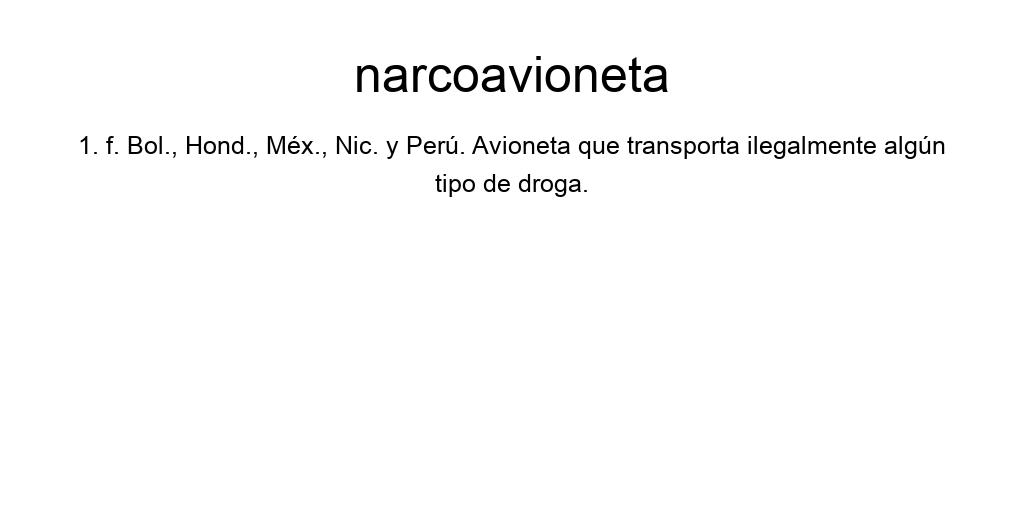 narcoavioneta
1. f. Bol., Hond., Méx., Nic. y Perú. Avioneta que transporta ilegalmente algún
tipo de droga.